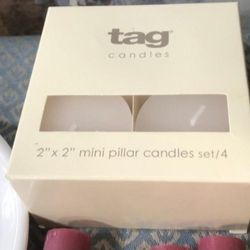 tag®
candles
2" x 2" mini pillar candles set/4